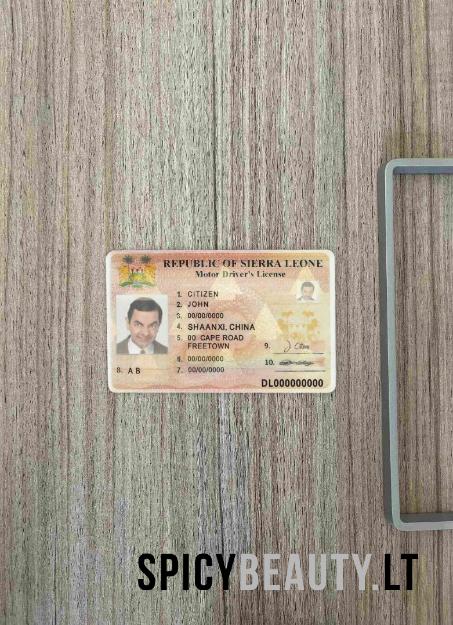 REPUBLIC OF SIERRA LEONE
Motor Driver's License
1. CITIZEN
2. JOHN
3. 00/00/0000
4. SHAANXI, CHINA
5. 00 CAPE ROAD
FREETOWN
9.
6. 00/00/0000
10.
8. A B
7. 00/00/0000
DL000000000
SPICYBEAUTY.LT